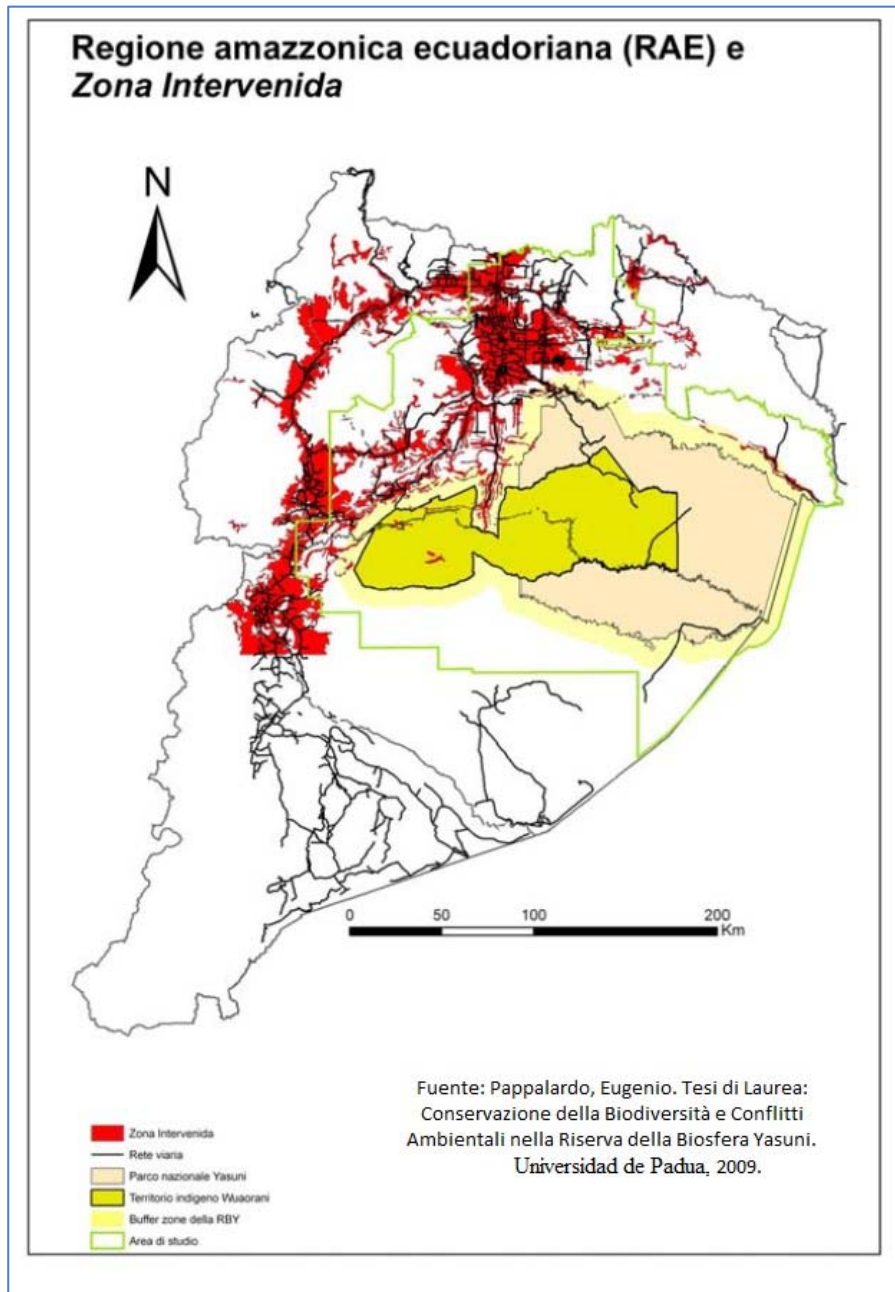 Regione amazzonica ecuadoriana (RAE) e
Zona Intervenida
N
0 50 100 200
Km
Fuente: Pappalardo, Eugenio. Tesi di Laurea:
Conservazione della Biodiversità e Conflitti
Ambientali nella Riserva della Biosfera Yasuni.
Universidad de Padua, 2009.
Zona Intervenida
Rete viaria
Parco nazionale Yasuni
Territorio indigeno Wuaorani
Buffer zone della RBY
Area di studio